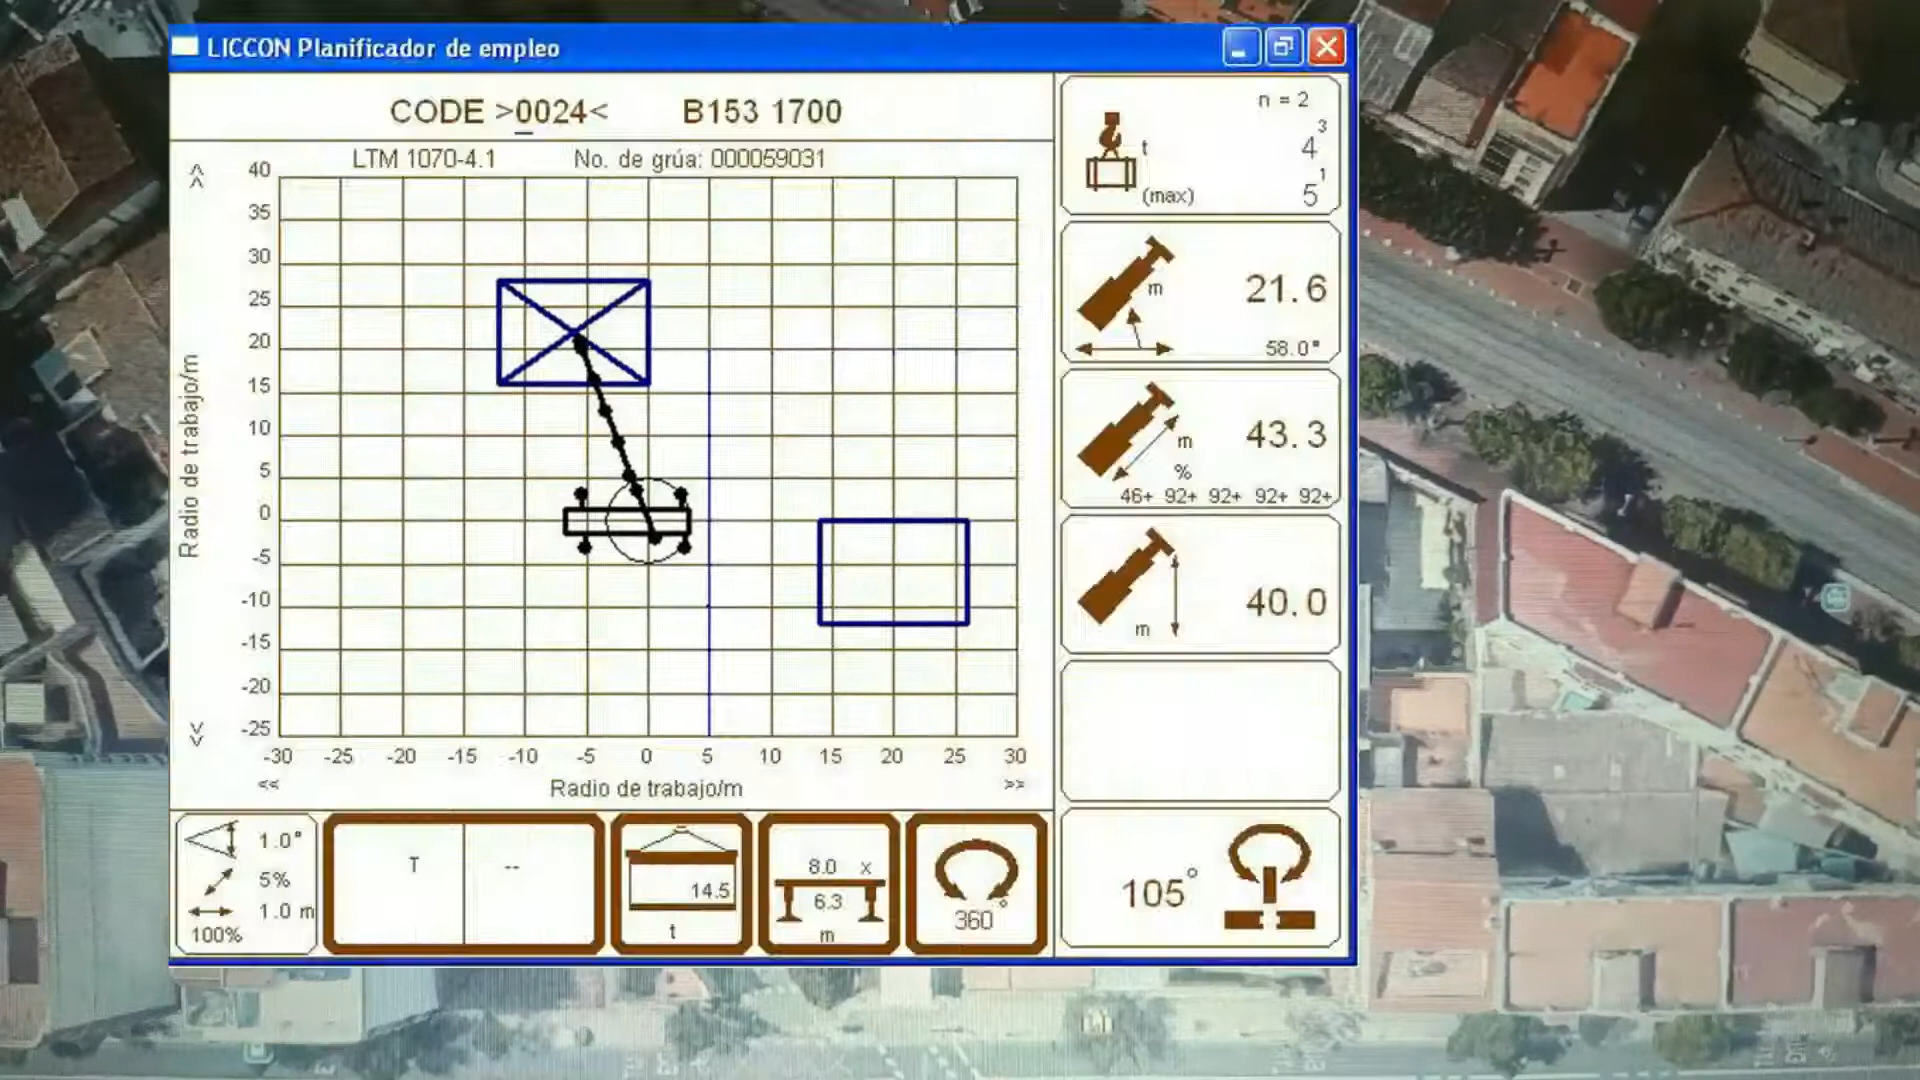 LICCON Planificador de empleo
CODE >0024< B153 1700
LTM 1070-4.1 No. de grúa: 000059031
40
35
30
25
20
15
10
5
0
-5
-10
-15
-20
-25
Radio de trabajo/m
-30 -25 -20 -15 -10 -5 0 5 10 15 20 25 30
<< Radio de trabajo/m >>
n = 2
t 4 3
(max) 5 1
m 21.6
58.0°
m 43.3
%
46+ 92+ 92+ 92+ 92+
40.0
m
1.0°
5%
1.0 m
100%
T --
14.5
t
8.0 x
6.3
m
360°
105°